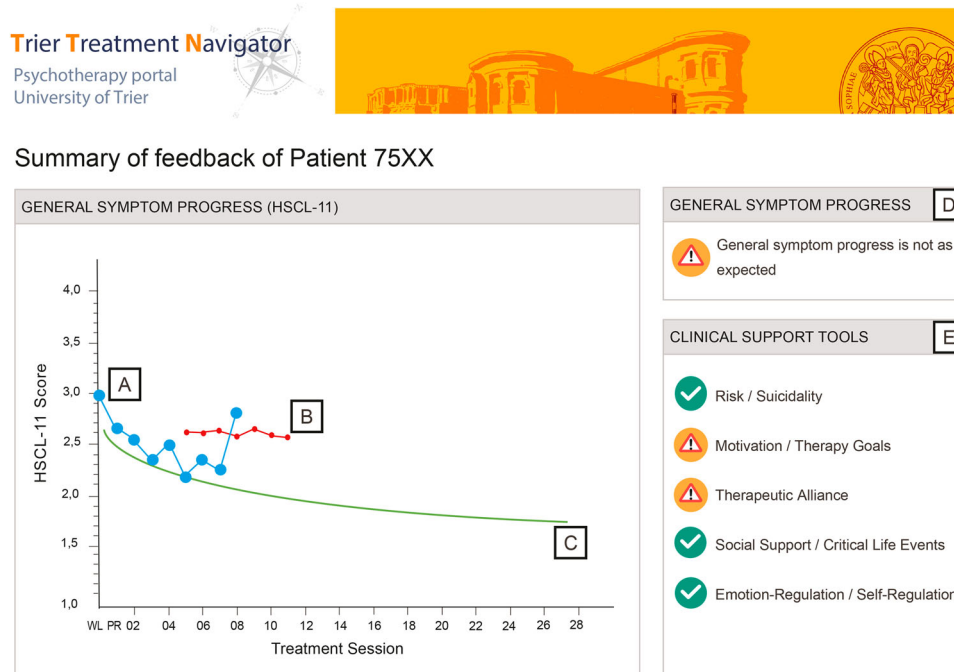 Trier Treatment Navigator
Psychotherapy portal
University of Trier
Summary of feedback of Patient 75XX
GENERAL SYMPTOM PROGRESS (HSCL-11)
4,0
3,5
3,0
2,5
2,0
1,5
1,0
HSCL-11 Score
A
B
C
WL PR 02 04 06 08 10 12 14 16 18 20 22 24 26 28
Treatment Session
GENERAL SYMPTOM PROGRESS D
General symptom progress is not as
expected
CLINICAL SUPPORT TOOLS E
Risk / Suicidality
Motivation / Therapy Goals
Therapeutic Alliance
Social Support / Critical Life Events
Emotion-Regulation / Self-Regulation